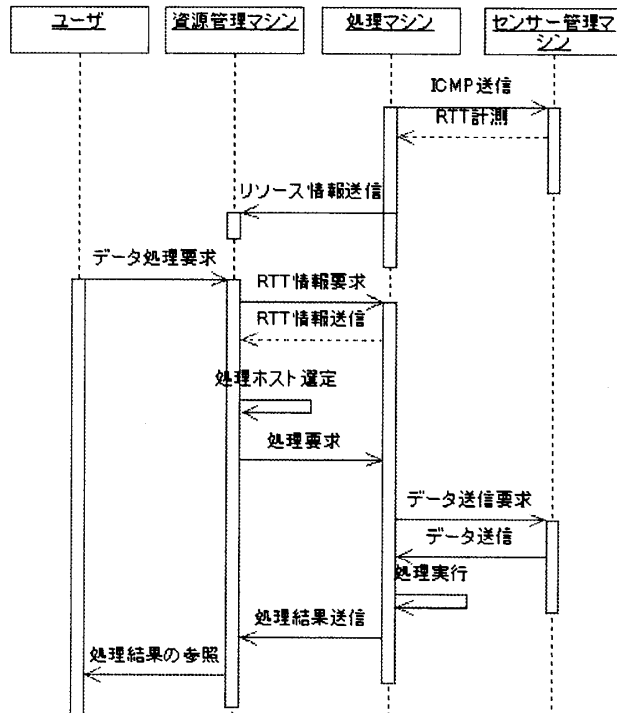 ユーザ
資源管理マシン
処理マシン
センサー管理マ
シン
ICMP送信
RTT計測
リソース情報送信
データ処理要求
RTT情報要求
RTT情報送信
処理ホスト選定
処理要求
データ送信要求
データ送信
処理実行
処理結果送信
処理結果の参照